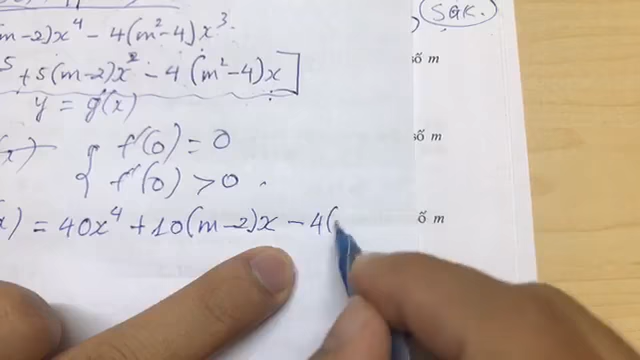 SGK.
m-2)x⁴ - 4(m²-4)x³.
5 + 5(m-2)x² - 4(m²-4)x]
số m
y = g(x)
f'(0) = 0
số m
f''(0) > 0.
) = 40x⁴ + 10(m-2)x - 4(
ố m